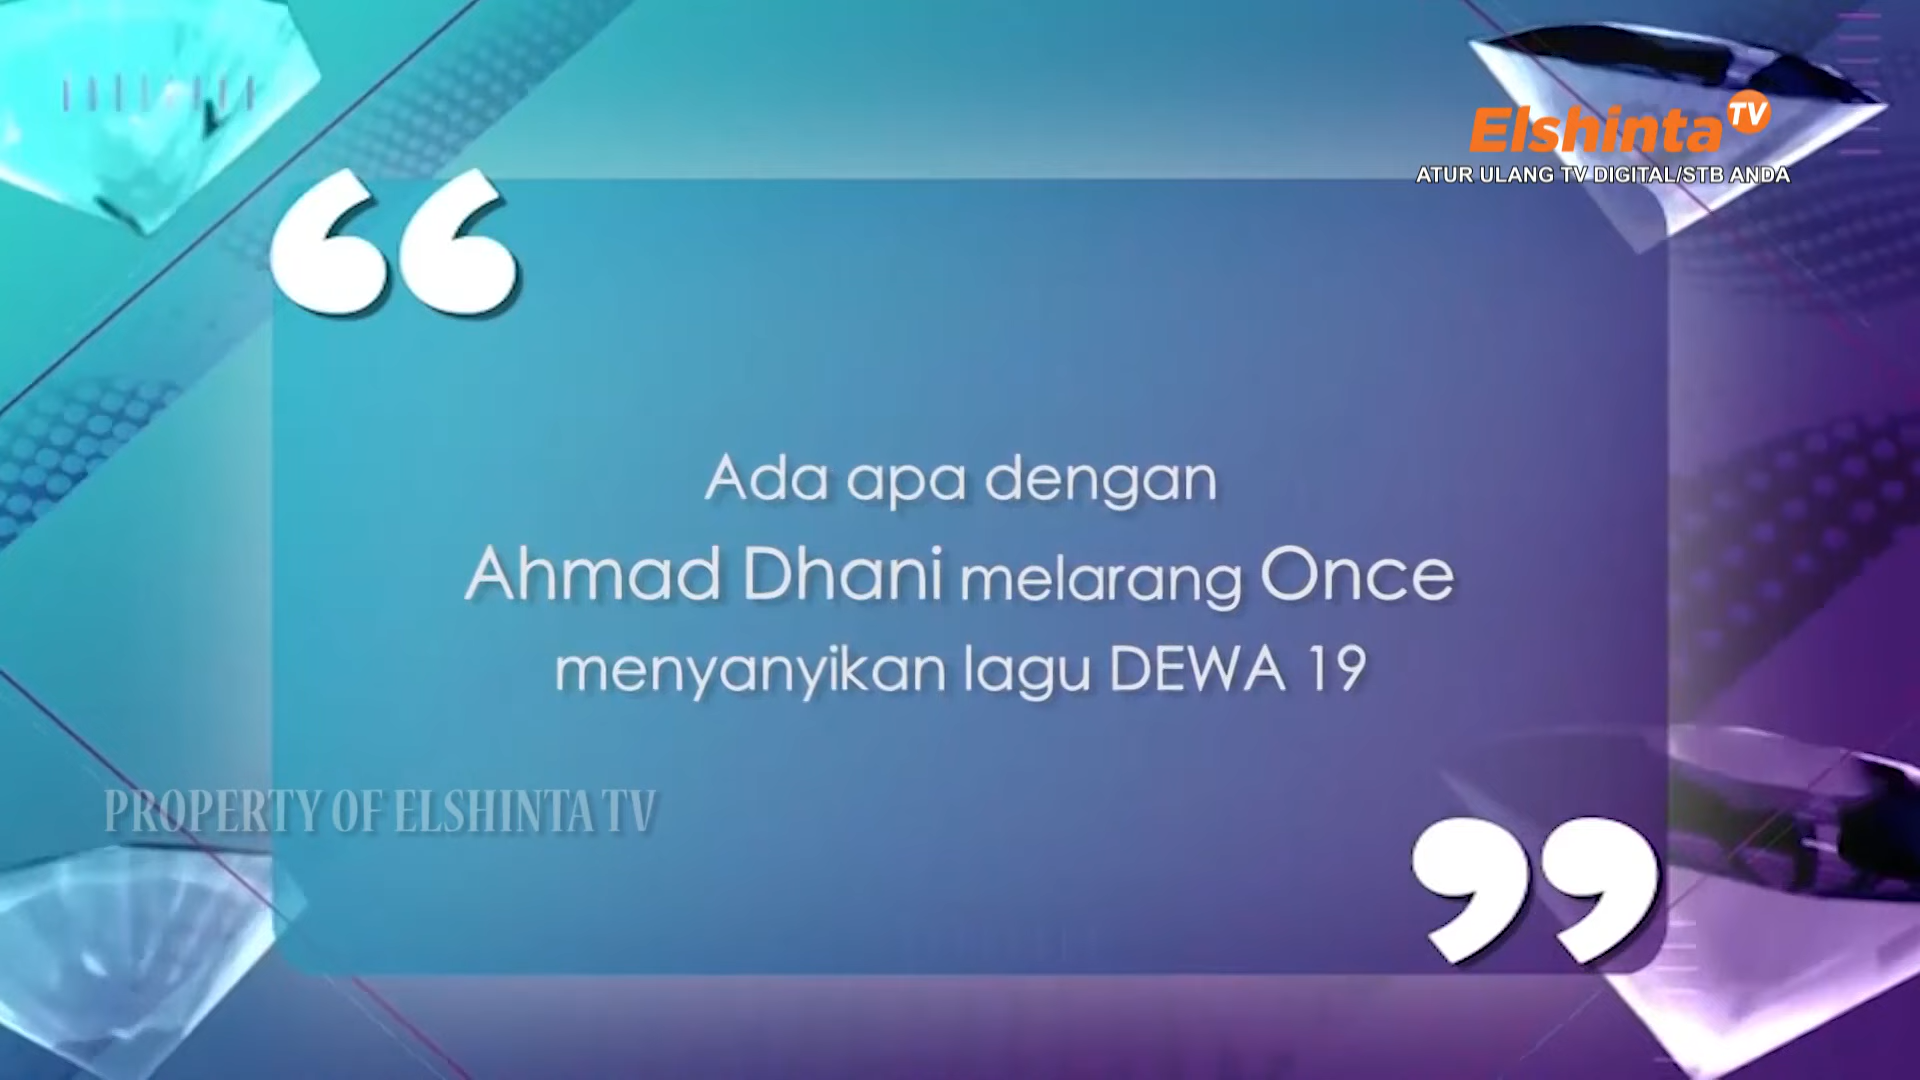 Elshinta TV
ATUR ULANG TV DIGITAL/STB ANDA
“
Ada apa dengan
Ahmad Dhani melarang Once
menyanyikan lagu DEWA 19
PROPERTY OF ELSHINTA TV
”